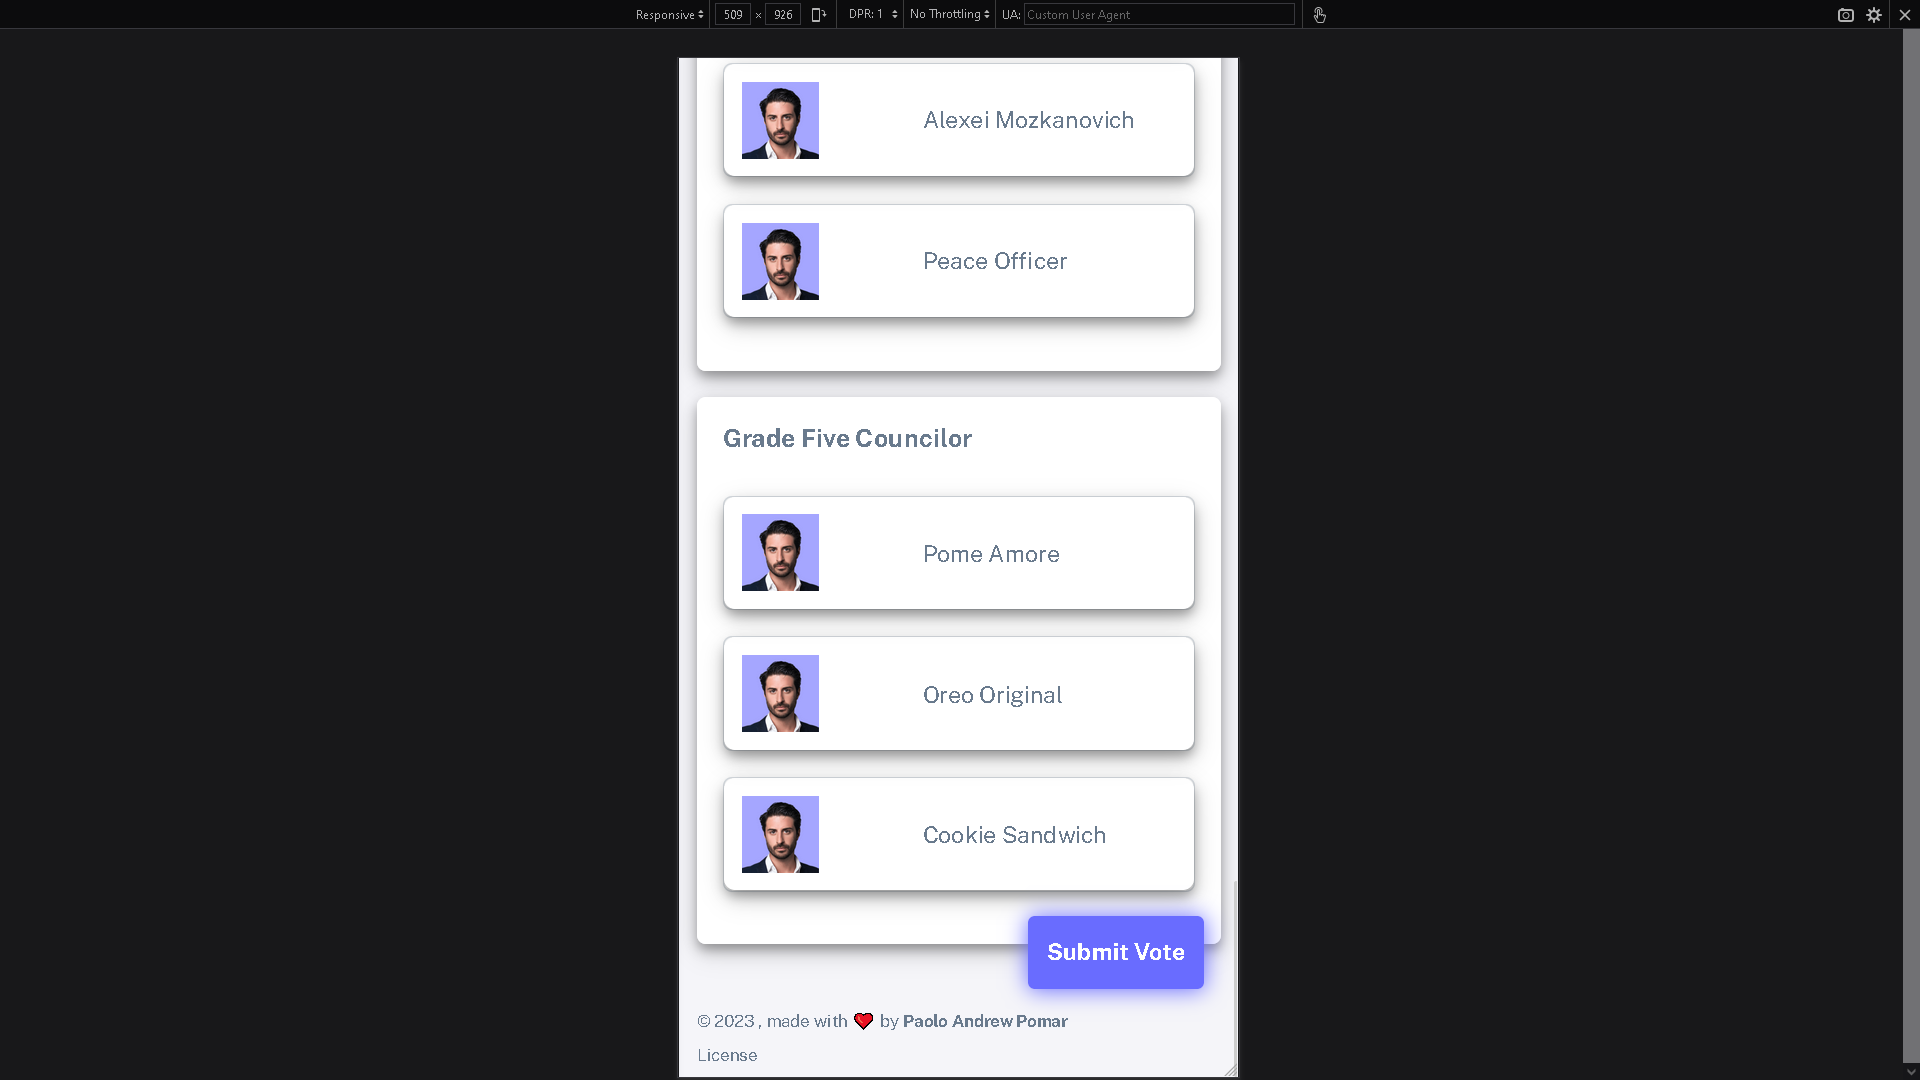 Responsive 509 × 926 DPR: 1 No Throttling UA: Custom User Agent
Alexei Mozkanovich
Peace Officer
Grade Five Councilor
Pome Amore
Oreo Original
Cookie Sandwich
Submit Vote
© 2023 , made with ❤️ by Paolo Andrew Pomar
License